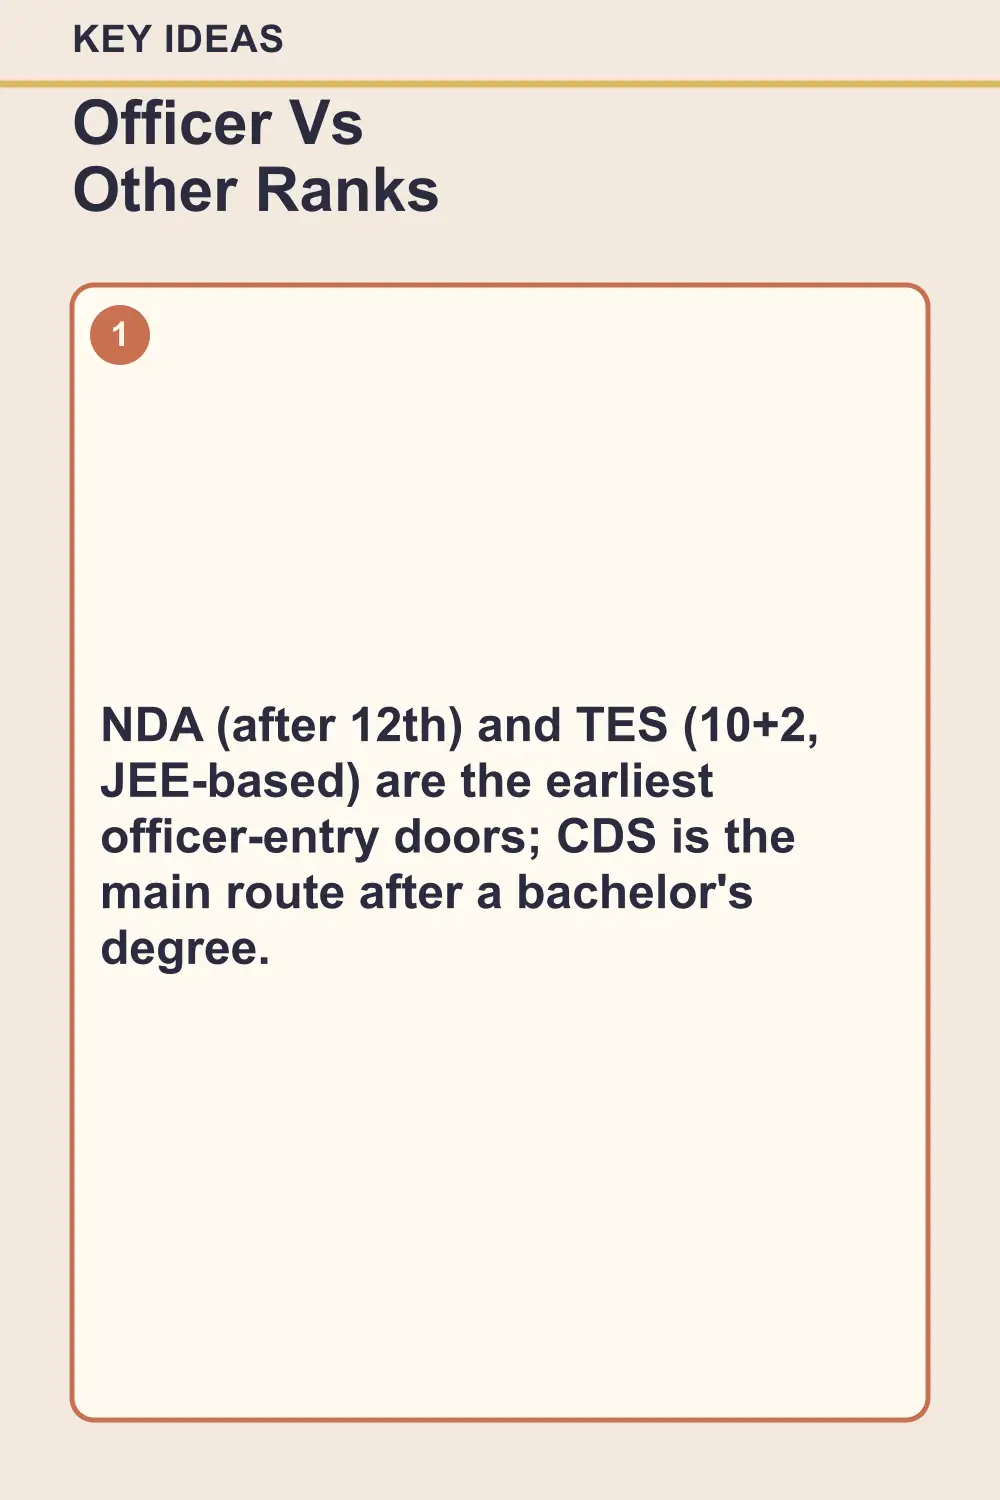 KEY IDEAS
Officer Vs
Other Ranks
1
NDA (after 12th) and TES (10+2,
JEE-based) are the earliest
officer-entry doors; CDS is the
main route after a bachelor's
degree.